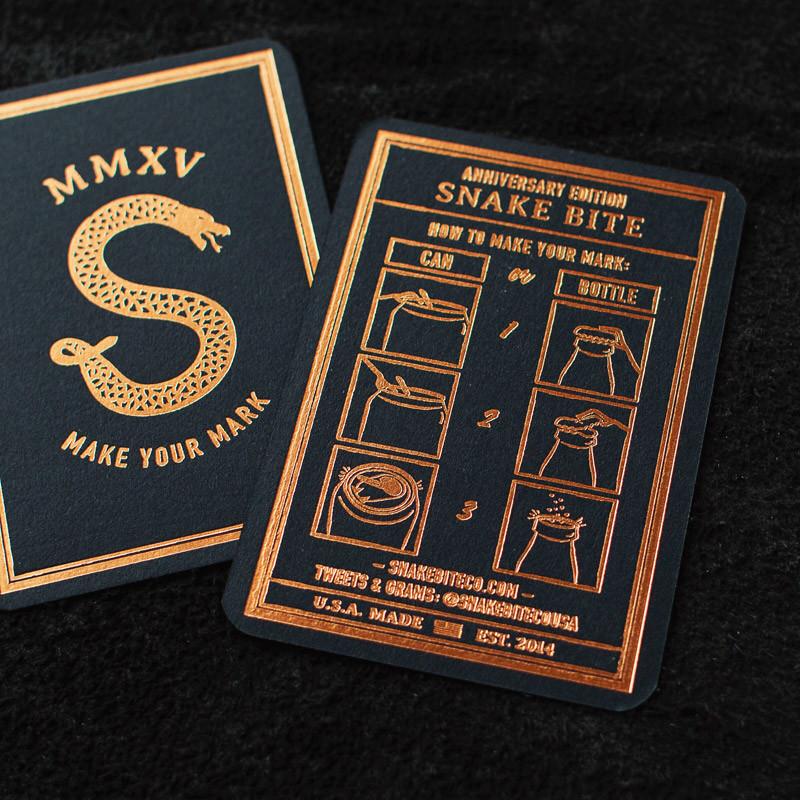 MMXV
MAKE YOUR MARK
ANNIVERSARY EDITION
SNAKE BITE
HOW TO MAKE YOUR MARK:
CAN or BOTTLE
1
2
3
– SNAKEBITECO.COM –
TWEETS & GRAMS: @SNAKEBITECOUSA
U.S.A. MADE EST. 2014